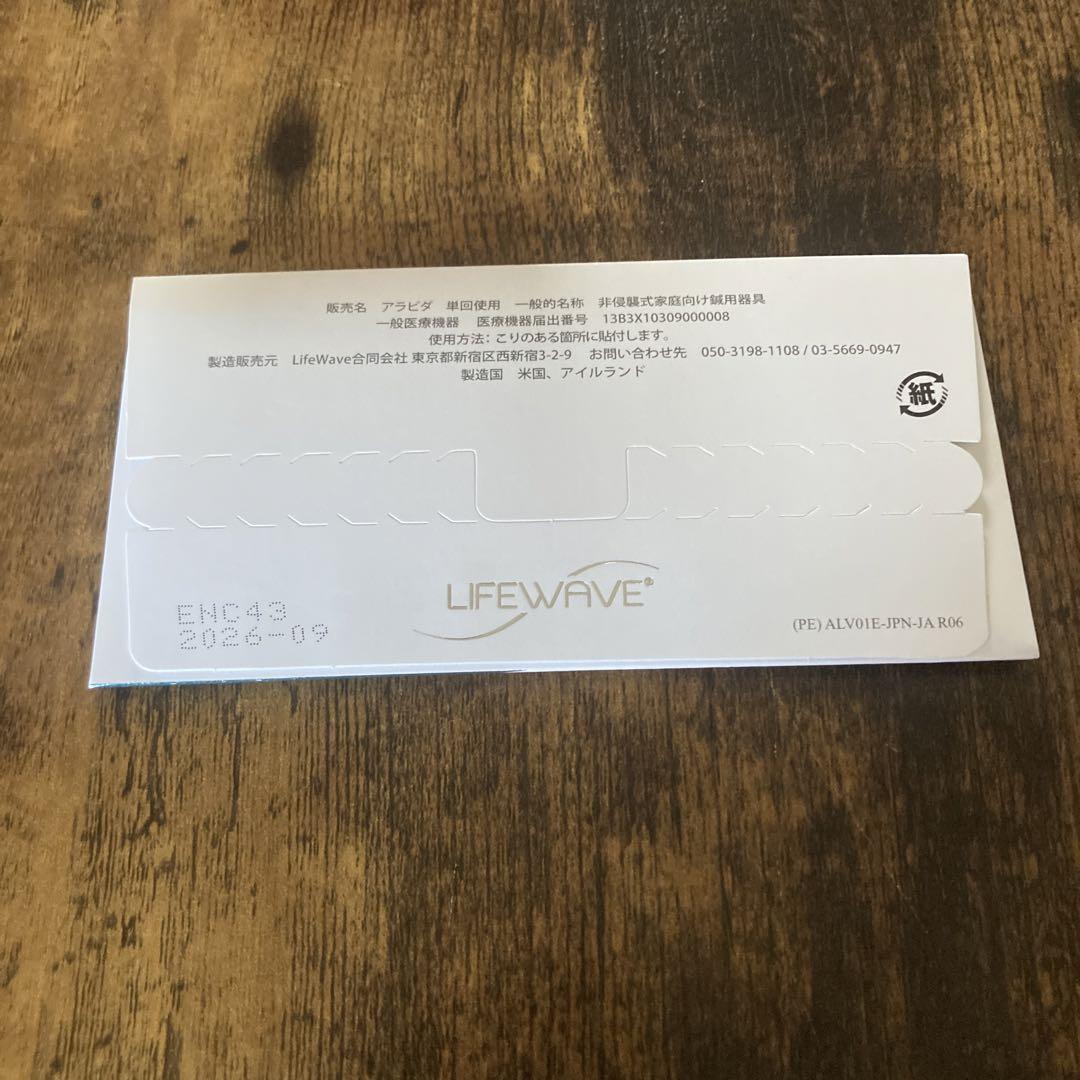 販売名 アラビダ 単回使用 一般的名称 非侵襲式家庭向け鍼用器具
一般医療機器 医療機器届出番号 13B3X10309000008
使用方法: こりのある箇所に貼付します。
製造販売元 LifeWave合同会社 東京都新宿区西新宿3-2-9 お問い合わせ先 050-3198-1108 / 03-5669-0947
製造国 米国、アイルランド
紙
LIFEWAVE®
ENC43
2026-09
(PE) ALV01E-JPN-JA R06